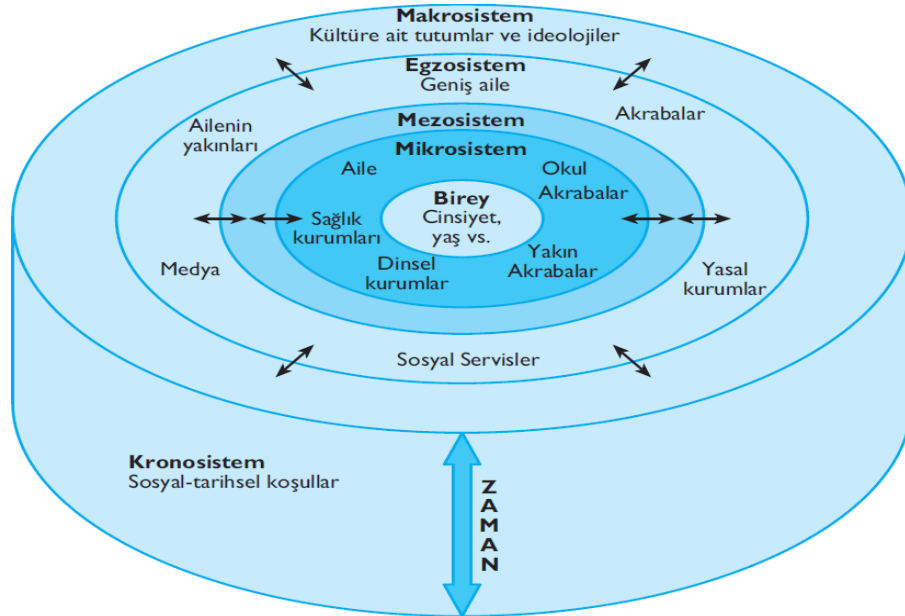 Makrosistem
Kültüre ait tutumlar ve ideolojiler
Egzosistem
Geniş aile
Ailenin
yakınları
Akrabalar
Mezosistem
Mikrosistem
Aile
Okul
Akrabalar
Birey
Cinsiyet,
yaş vs.
Sağlık
kurumları
Dinsel
kurumlar
Yakın
Akrabalar
Medya
Yasal
kurumlar
Sosyal Servisler
Kronosistem
Sosyal-tarihsel koşullar
Z
A
M
A
N